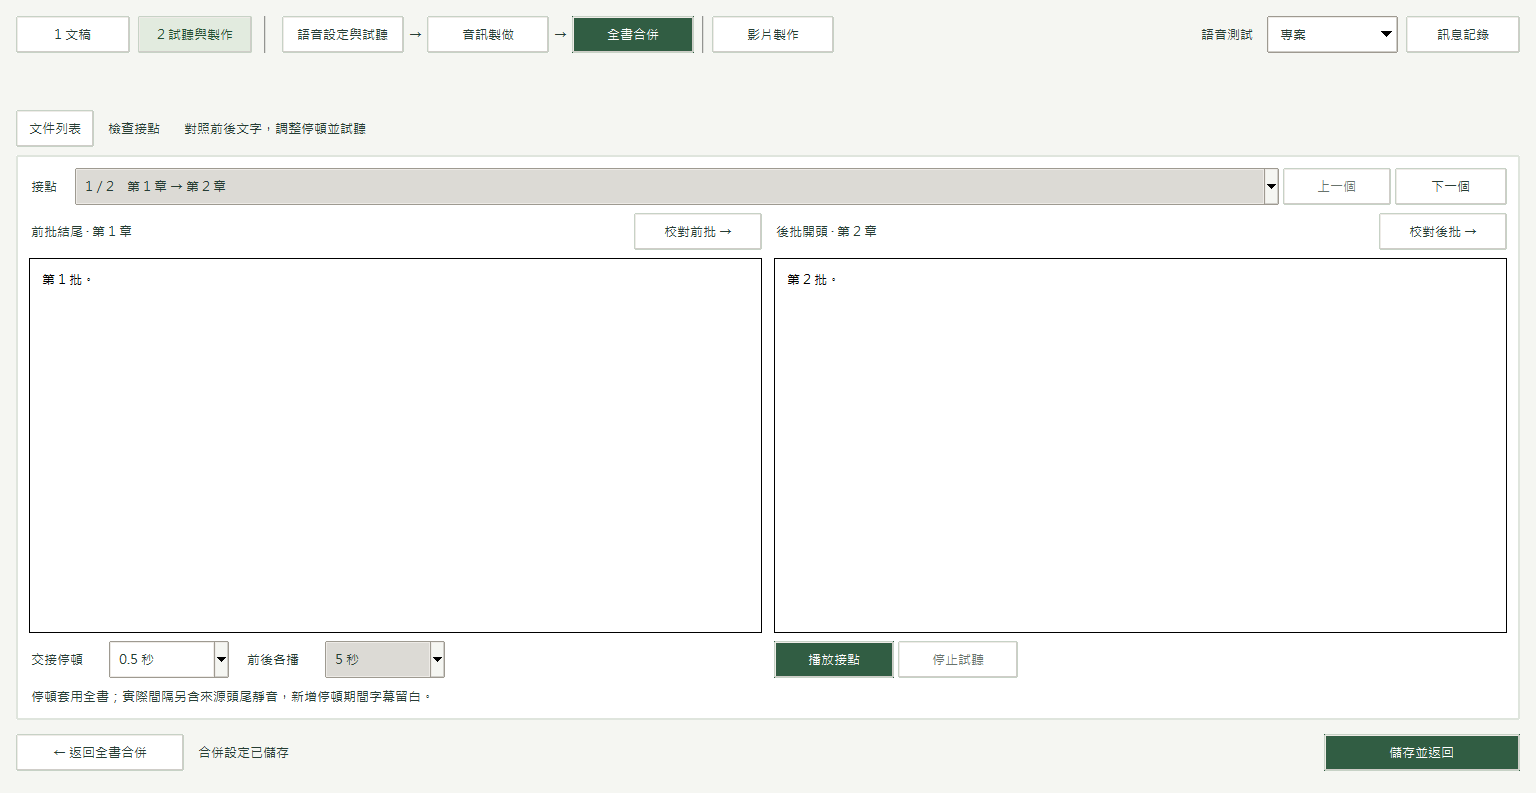 1 文稿
2 試聽與製作
語音設定與試聽 → 音訊製做 → 全書合併
影片製作
語音測試
專案
訊息記錄
文件列表
檢查接點
對照前後文字，調整停頓並試聽
接點
1 / 2 第 1 章 → 第 2 章
上一個
下一個
前批結尾 · 第 1 章
校對前批 →
後批開頭 · 第 2 章
校對後批 →
第 1 批。
第 2 批。
交接停頓
0.5 秒
前後各播
5 秒
播放接點
停止試聽
停頓套用全書；實際間隔另含來源頭尾靜音，新增停頓期間字幕留白。
← 返回全書合併
合併設定已儲存
儲存並返回